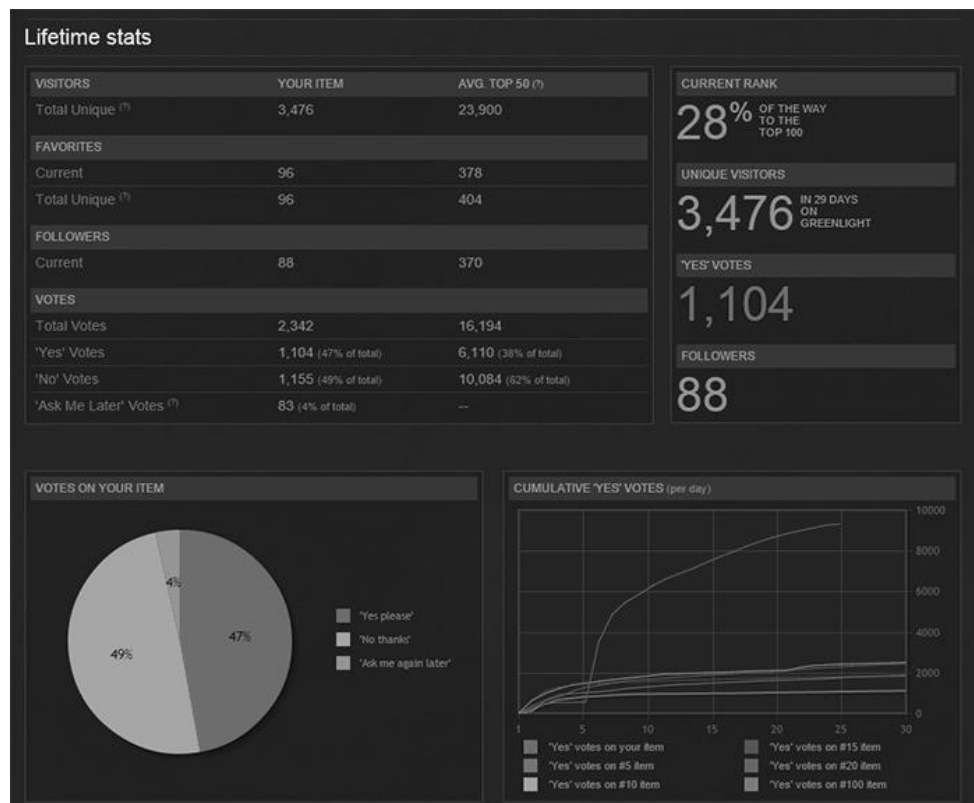 Lifetime stats
VISITORS YOUR ITEM AVG. TOP 50 (?)
Total Unique (?) 3,476 23,900
FAVORITES
Current 96 378
Total Unique (?) 96 404
FOLLOWERS
Current 88 370
VOTES
Total Votes 2,342 16,194
'Yes' Votes 1,104 (47% of total) 6,110 (38% of total)
'No' Votes 1,155 (49% of total) 10,084 (62% of total)
'Ask Me Later' Votes (?) 83 (4% of total) --
CURRENT RANK
28% OF THE WAY
TO THE
TOP 100
UNIQUE VISITORS
3,476 IN 29 DAYS
ON
GREENLIGHT
'YES' VOTES
1,104
FOLLOWERS
88
VOTES ON YOUR ITEM
4%
47%
49%
'Yes please'
'No thanks'
'Ask me again later'
CUMULATIVE 'YES' VOTES (per day)
10000
8000
6000
4000
2000
0
1 5 10 15 20 25 30
'Yes' votes on your item 'Yes' votes on #15 item
'Yes' votes on #5 item 'Yes' votes on #20 item
'Yes' votes on #10 item 'Yes' votes on #100 item